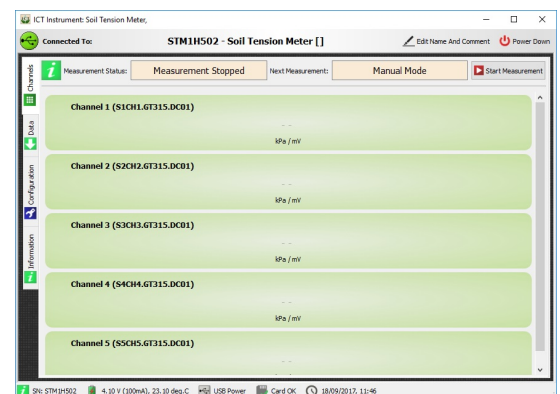 ICT Instrument: Soil Tension Meter,
Connected To:
STM1H502 - Soil Tension Meter []
Edit Name And Comment
Power Down
Measurement Status:
Measurement Stopped
Next Measurement:
Manual Mode
Start Measurement
Channels
Data
Configuration
Information
Channel 1 (S1CH1.GT315.DC01)
- -
kPa / mV
Channel 2 (S2CH2.GT315.DC01)
- -
kPa / mV
Channel 3 (S3CH3.GT315.DC01)
- -
kPa / mV
Channel 4 (S4CH4.GT315.DC01)
- -
kPa / mV
Channel 5 (S5CH5.GT315.DC01)
- -
SN: STM1H502
4.10 V (100mA), 23.10 deg.C
USB Power
Card OK
18/09/2017, 11:46